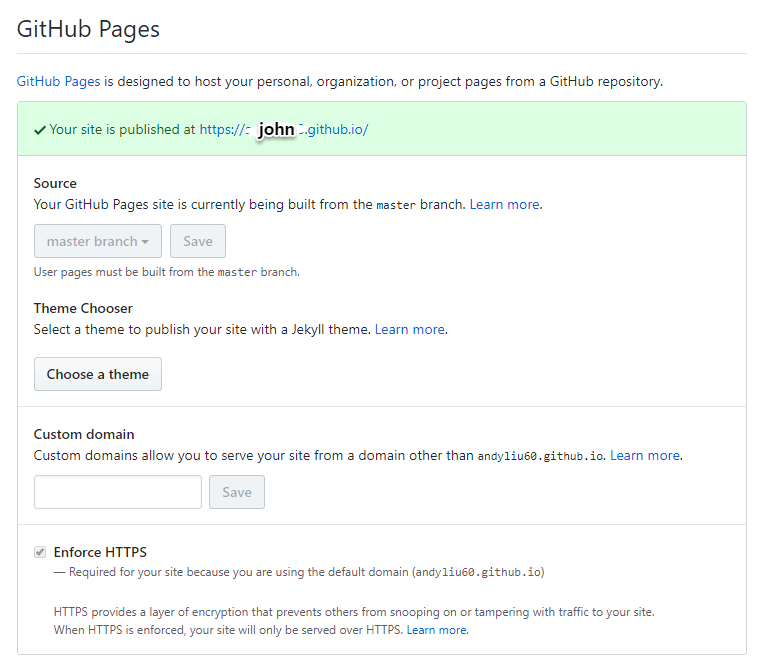 GitHub Pages
GitHub Pages is designed to host your personal, organization, or project pages from a GitHub repository.
Your site is published at https:// john .github.io/
Source
Your GitHub Pages site is currently being built from the master branch. Learn more.
master branch Save
User pages must be built from the master branch.
Theme Chooser
Select a theme to publish your site with a Jekyll theme. Learn more.
Choose a theme
Custom domain
Custom domains allow you to serve your site from a domain other than andyliu60.github.io. Learn more.
Save
Enforce HTTPS
— Required for your site because you are using the default domain (andyliu60.github.io)
HTTPS provides a layer of encryption that prevents others from snooping on or tampering with traffic to your site.
When HTTPS is enforced, your site will only be served over HTTPS. Learn more.